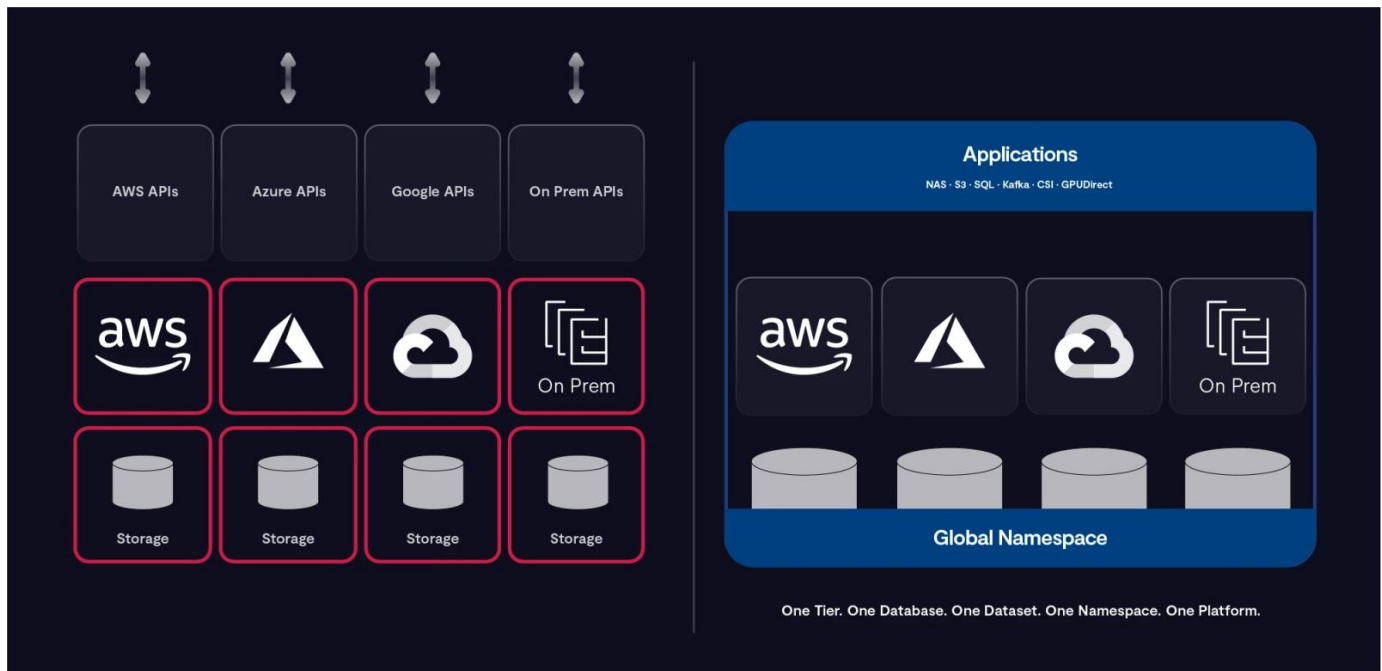 AWS APIs
Azure APIs
Google APIs
On Prem APIs
aws
On Prem
Storage
Storage
Storage
Storage
Applications
NAS · S3 · SQL · Kafka · CSI · GPUDirect
aws
On Prem
Global Namespace
One Tier. One Database. One Dataset. One Namespace. One Platform.